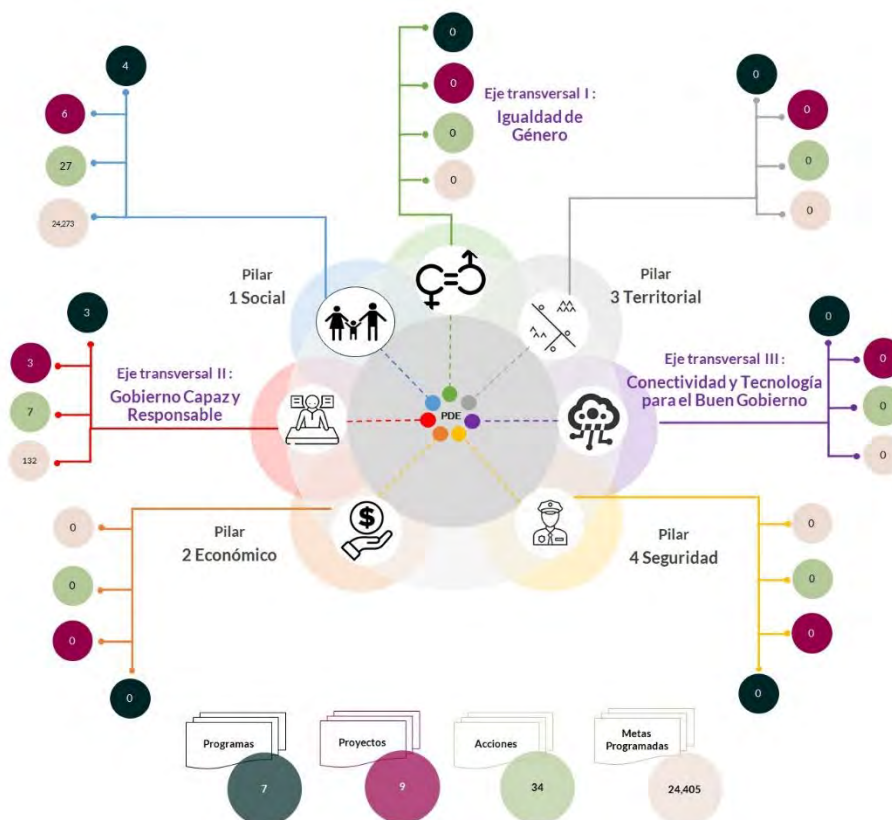 4
6
27
24,273
0
0
0
0
Eje transversal I :
Igualdad de
Género
0
0
0
0
Pilar
1 Social
Pilar
3 Territorial
3
3
7
132
Eje transversal II :
Gobierno Capaz y
Responsable
PDE
Eje transversal III :
Conectividad y Tecnología
para el Buen Gobierno
0
0
0
0
$
Pilar
2 Económico
0
0
0
0
Pilar
4 Seguridad
0
0
0
0
Programas
7
Proyectos
9
Acciones
34
Metas
Programadas
24,405